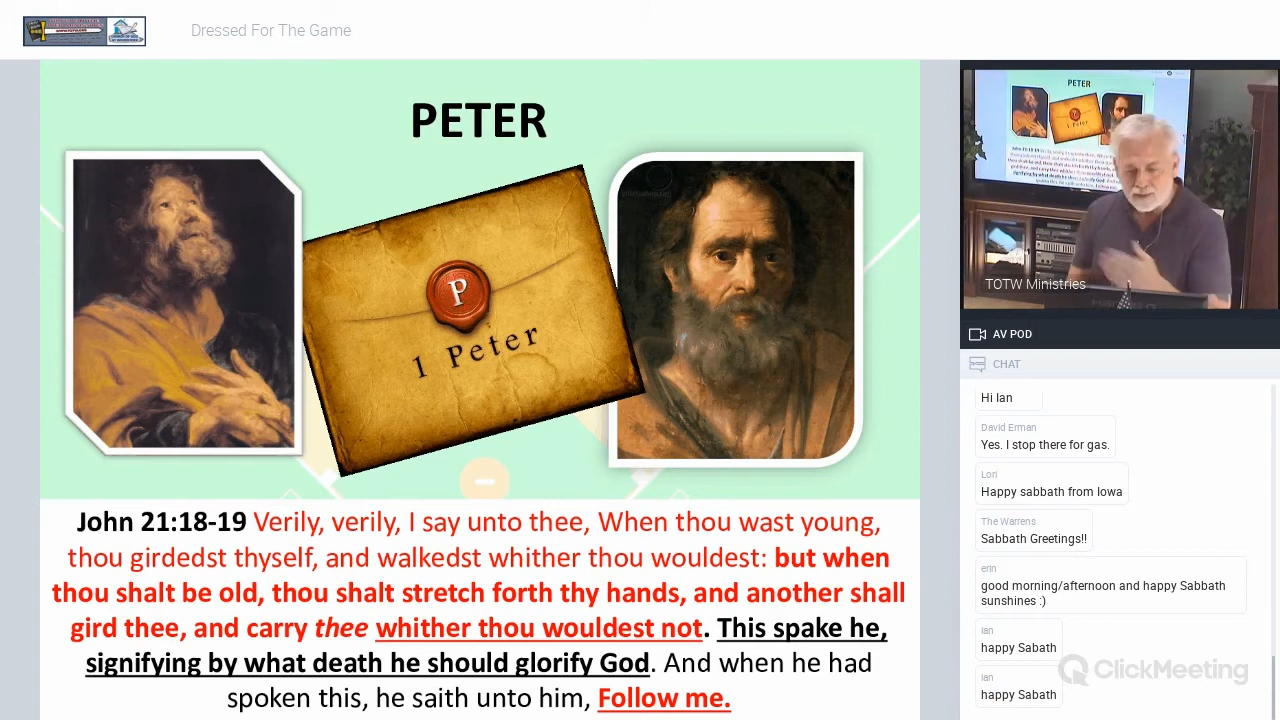 Dressed For The Game
PETER
P
1 Peter
John 21:18-19 Verily, verily, I say unto thee, When thou wast young,
thou girdedst thyself, and walkedst whither thou wouldest: but when
thou shalt be old, thou shalt stretch forth thy hands, and another shall
gird thee, and carry thee whither thou wouldest not. This spake he,
signifying by what death he should glorify God. And when he had
spoken this, he saith unto him, Follow me.
PETER
1 Peter
TOTW Ministries
AV POD
CHAT
Hi Ian
David Erman
Yes. I stop there for gas.
Lori
Happy sabbath from Iowa
The Warrens
Sabbath Greetings!!
erin
good morning/afternoon and happy Sabbath
sunshines :)
Ian
happy Sabath
Ian
happy Sabath
ClickMeeting